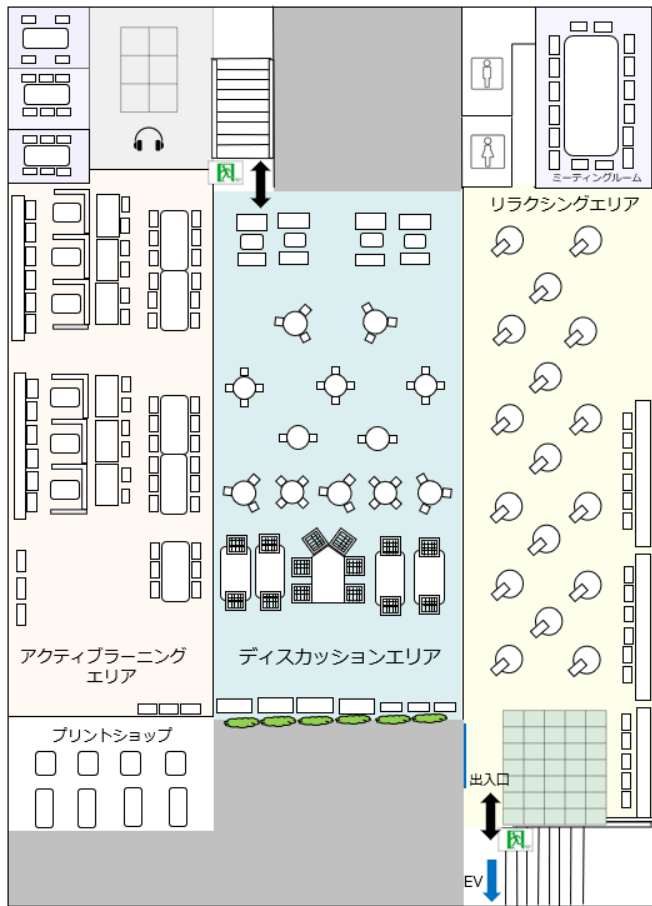 ミーティングルーム
リラクシングエリア
アクティブラーニング
エリア
ディスカッションエリア
プリントショップ
出入口
EV